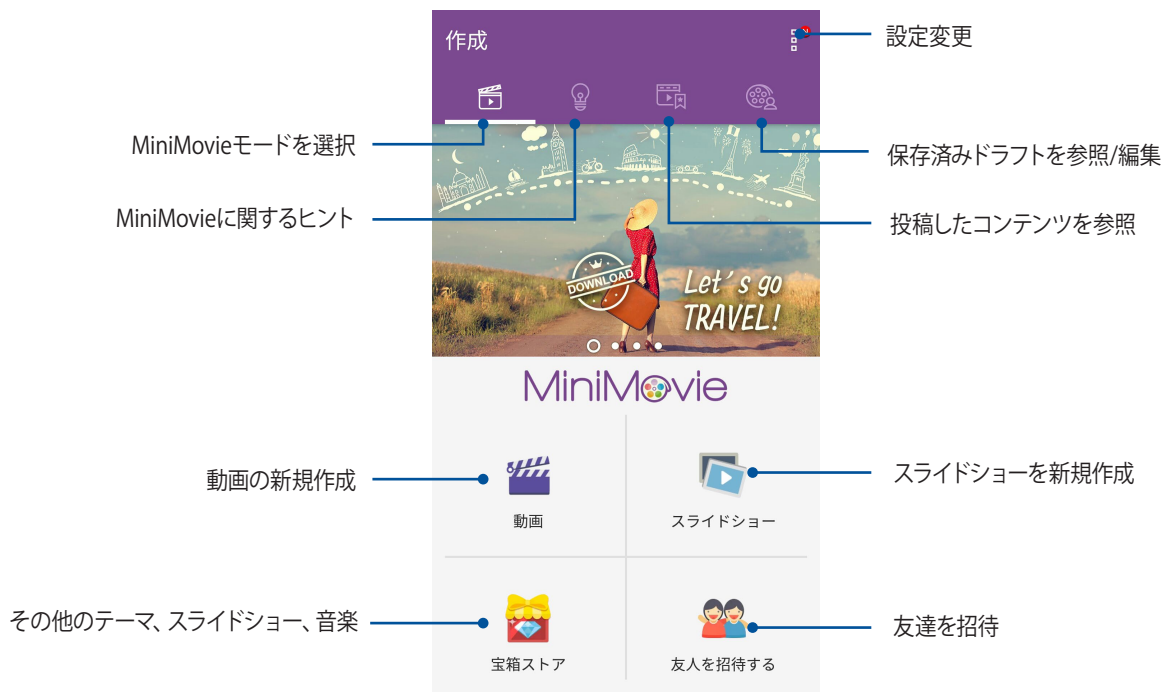 作成
設定変更
MiniMovieモードを選択
保存済みドラフトを参照/編集
MiniMovieに関するヒント
投稿したコンテンツを参照
DOWNLOAD
Let's go
TRAVEL!
MiniMovie
動画の新規作成
スライドショーを新規作成
動画
スライドショー
その他のテーマ、スライドショー、音楽
友達を招待
宝箱ストア
友人を招待する